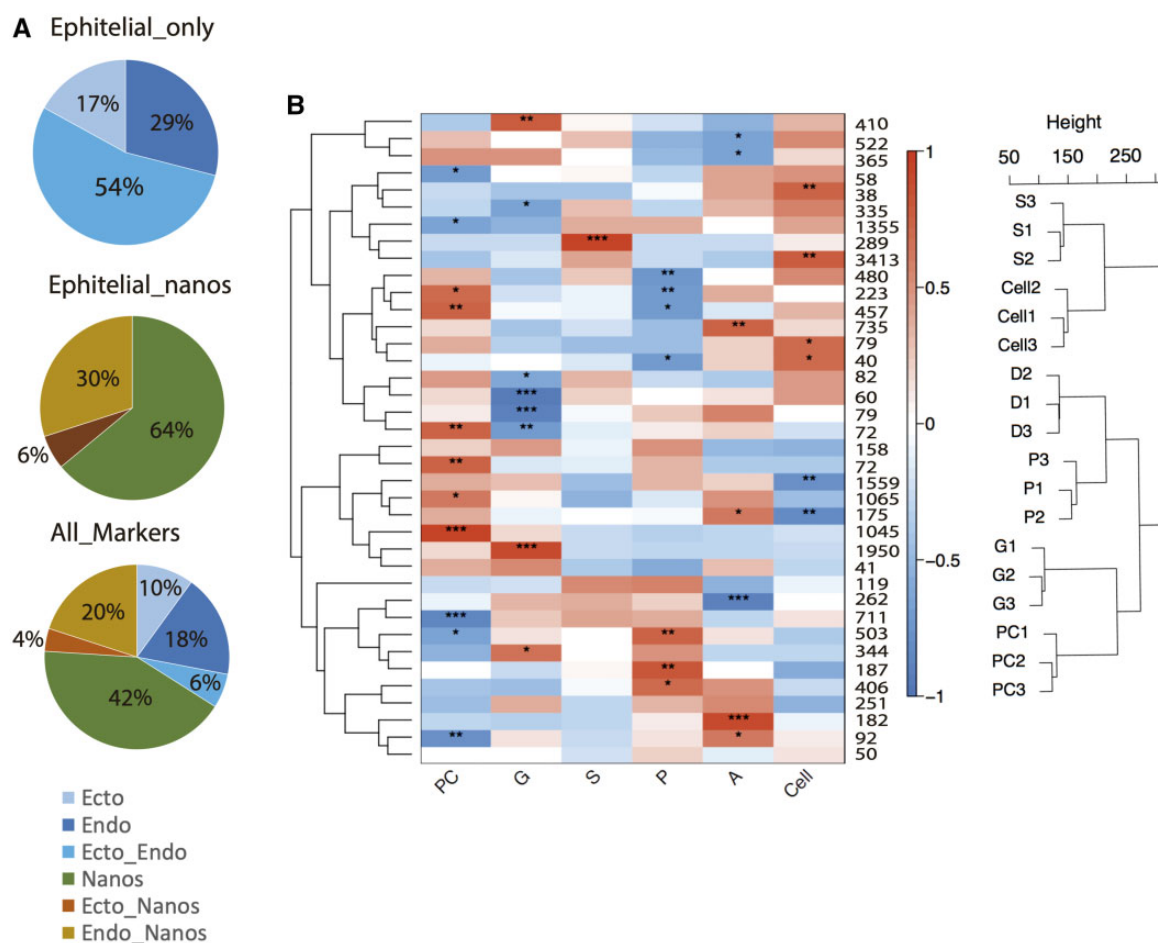 A
Ephitelial_only
17%
29%
54%
Ephitelial_nanos
30%
6%
64%
All_Markers
10%
20%
18%
4%
6%
42%
Ecto
Endo
Ecto_Endo
Nanos
Ecto_Nanos
Endo_Nanos
B
** 410
* 522
* 365
* 58
** 38
* 335
* 1355
*** 289
** 3413
** 480
* ** 223
** * 457
** 735
* 79
* * 40
* 82
*** 60
*** 79
** ** 72
158
** 72
** 1559
* 1065
* ** 175
*** 1045
*** 1950
41
119
*** 262
*** 711
* ** 503
* 344
** 187
* 406
251
*** 182
** * 92
50
PC G S P A Cell
1
0.5
0
−0.5
−1
Height
50 150 250
S3
S1
S2
Cell2
Cell1
Cell3
D2
D1
D3
P3
P1
P2
G1
G2
G3
PC1
PC2
PC3